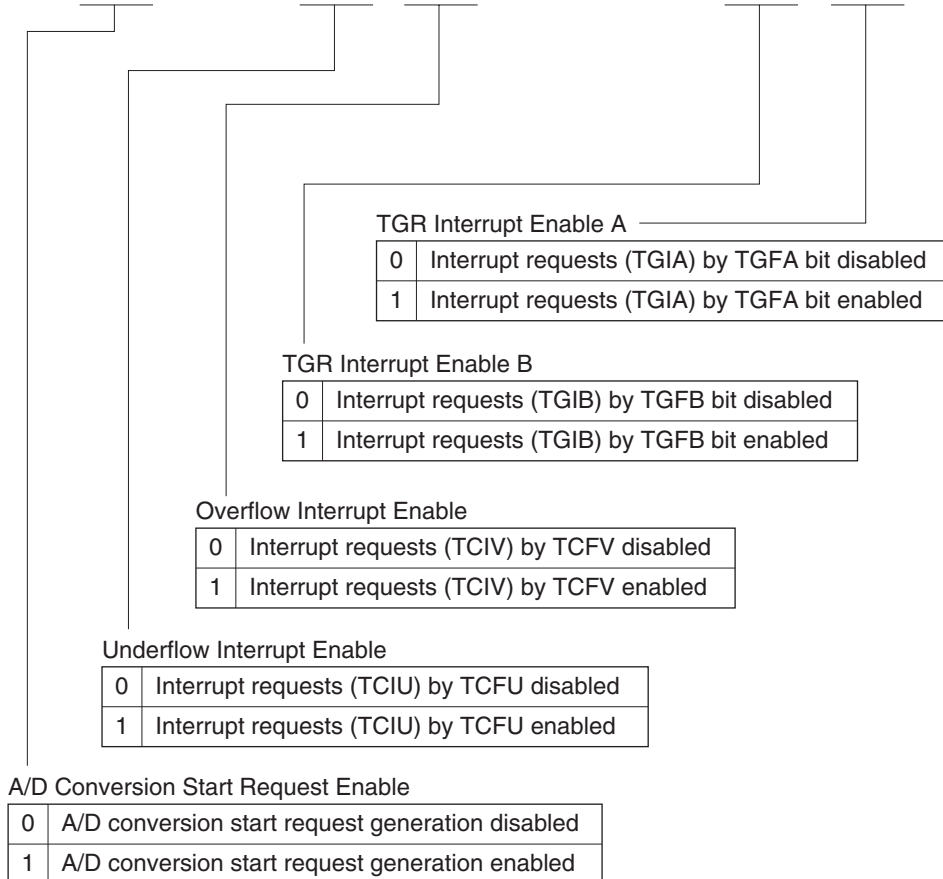 TGR Interrupt Enable A
0 Interrupt requests (TGIA) by TGFA bit disabled
1 Interrupt requests (TGIA) by TGFA bit enabled
TGR Interrupt Enable B
0 Interrupt requests (TGIB) by TGFB bit disabled
1 Interrupt requests (TGIB) by TGFB bit enabled
Overflow Interrupt Enable
0 Interrupt requests (TCIV) by TCFV disabled
1 Interrupt requests (TCIV) by TCFV enabled
Underflow Interrupt Enable
0 Interrupt requests (TCIU) by TCFU disabled
1 Interrupt requests (TCIU) by TCFU enabled
A/D Conversion Start Request Enable
0 A/D conversion start request generation disabled
1 A/D conversion start request generation enabled